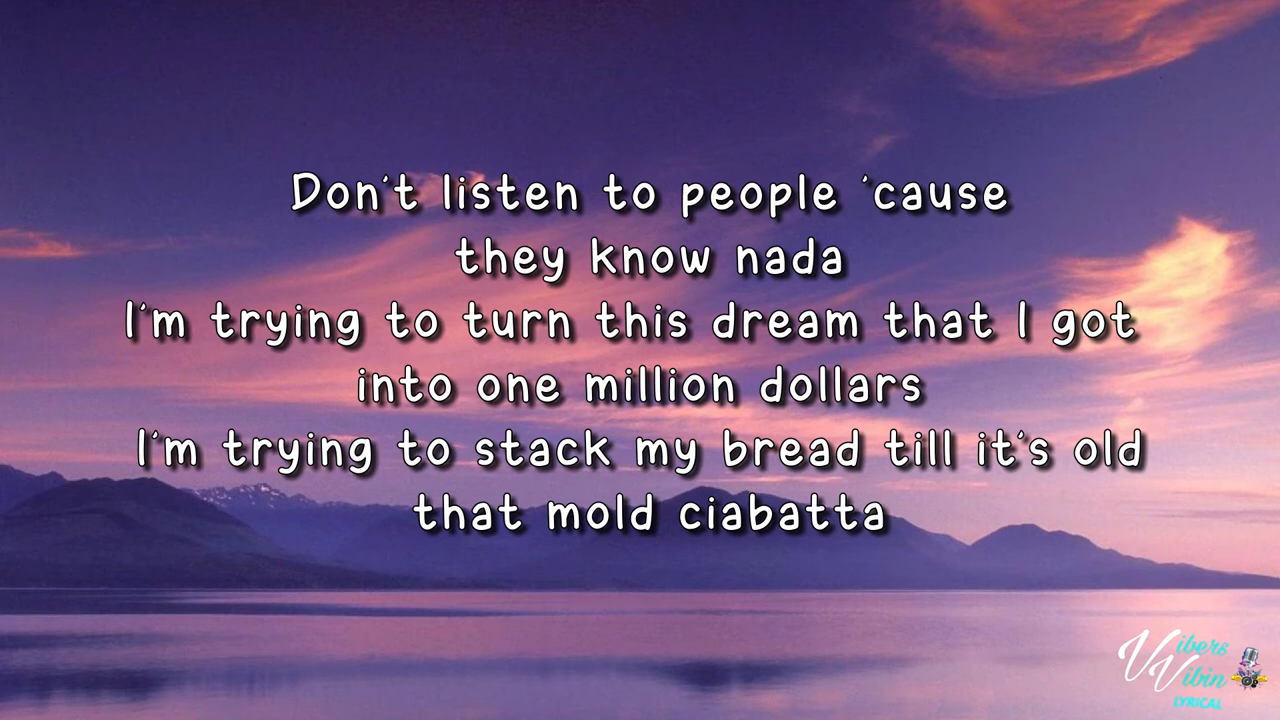 Don't listen to people 'cause
they know nada
I'm trying to turn this dream that I got
into one million dollars
I'm trying to stack my bread till it's old
that mold ciabatta
Vibers
Vibin
LYRICAL